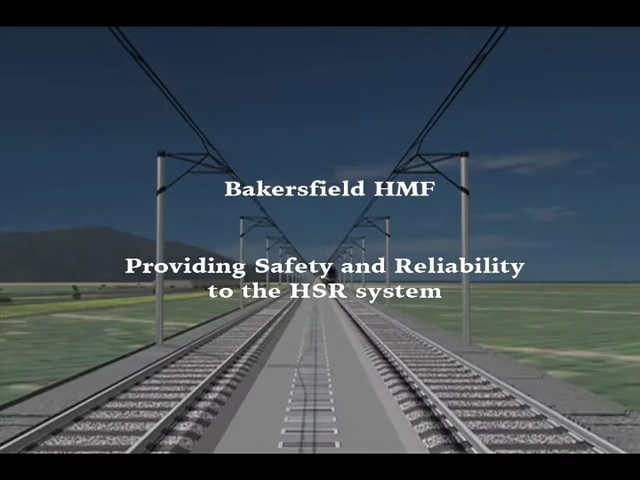 Bakersfield HMF
Providing Safety and Reliability
to the HSR system